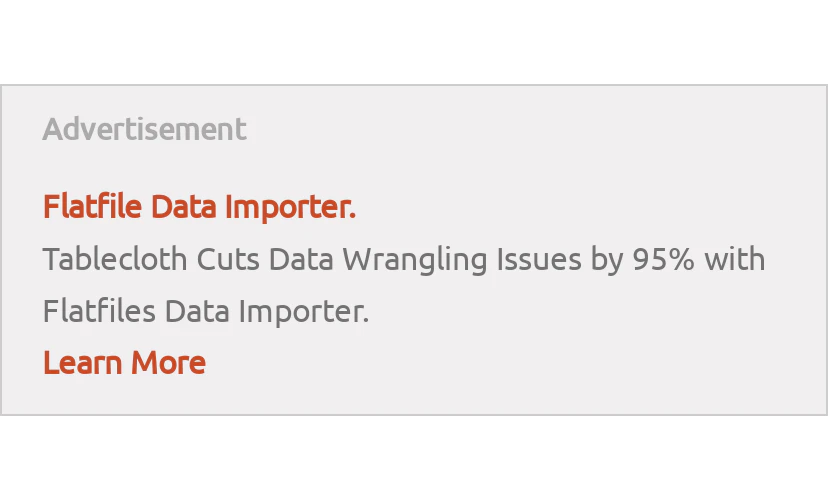 Advertisement
Flatfile Data Importer.
Tablecloth Cuts Data Wrangling Issues by 95% with
Flatfiles Data Importer.
Learn More